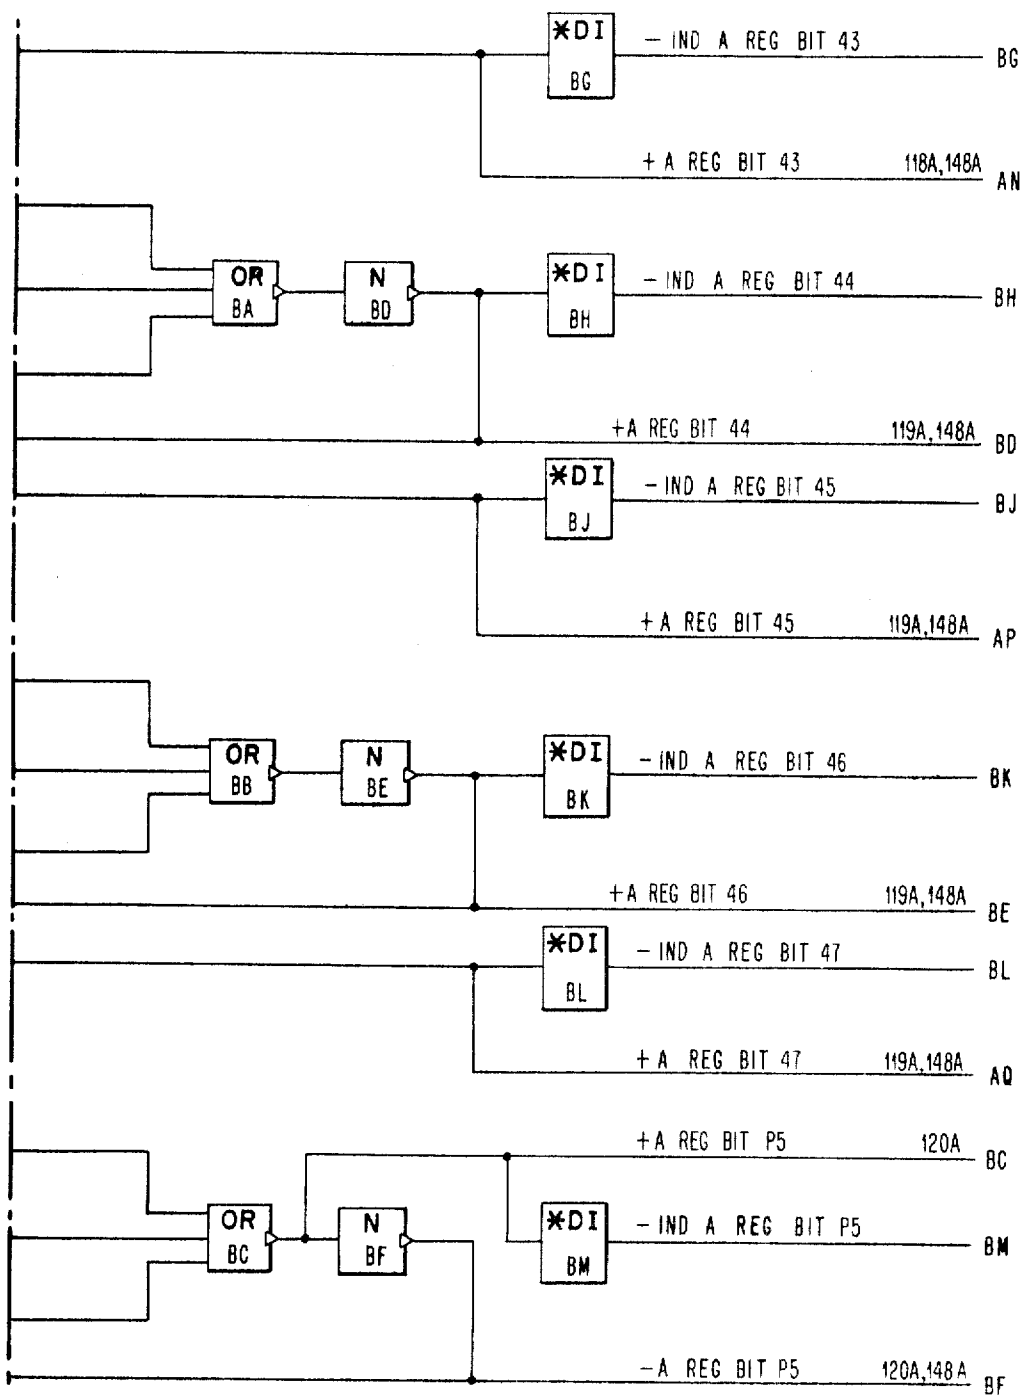 *DI
BG
- IND A REG BIT 43
BG
+ A REG BIT 43 118A,148A AN
OR
BA
N
BD
*DI
BH
- IND A REG BIT 44
BH
+A REG BIT 44 119A,148A BD
*DI
BJ
- IND A REG BIT 45
BJ
+ A REG BIT 45 119A,148A AP
OR
BB
N
BE
*DI
BK
- IND A REG BIT 46
BK
+A REG BIT 46 119A,148A BE
*DI
BL
- IND A REG BIT 47
BL
+ A REG BIT 47 119A,148A AQ
+A REG BIT P5 120A BC
OR
BC
N
BF
*DI
BM
- IND A REG BIT P5
BM
-A REG BIT P5 120A,148A BF